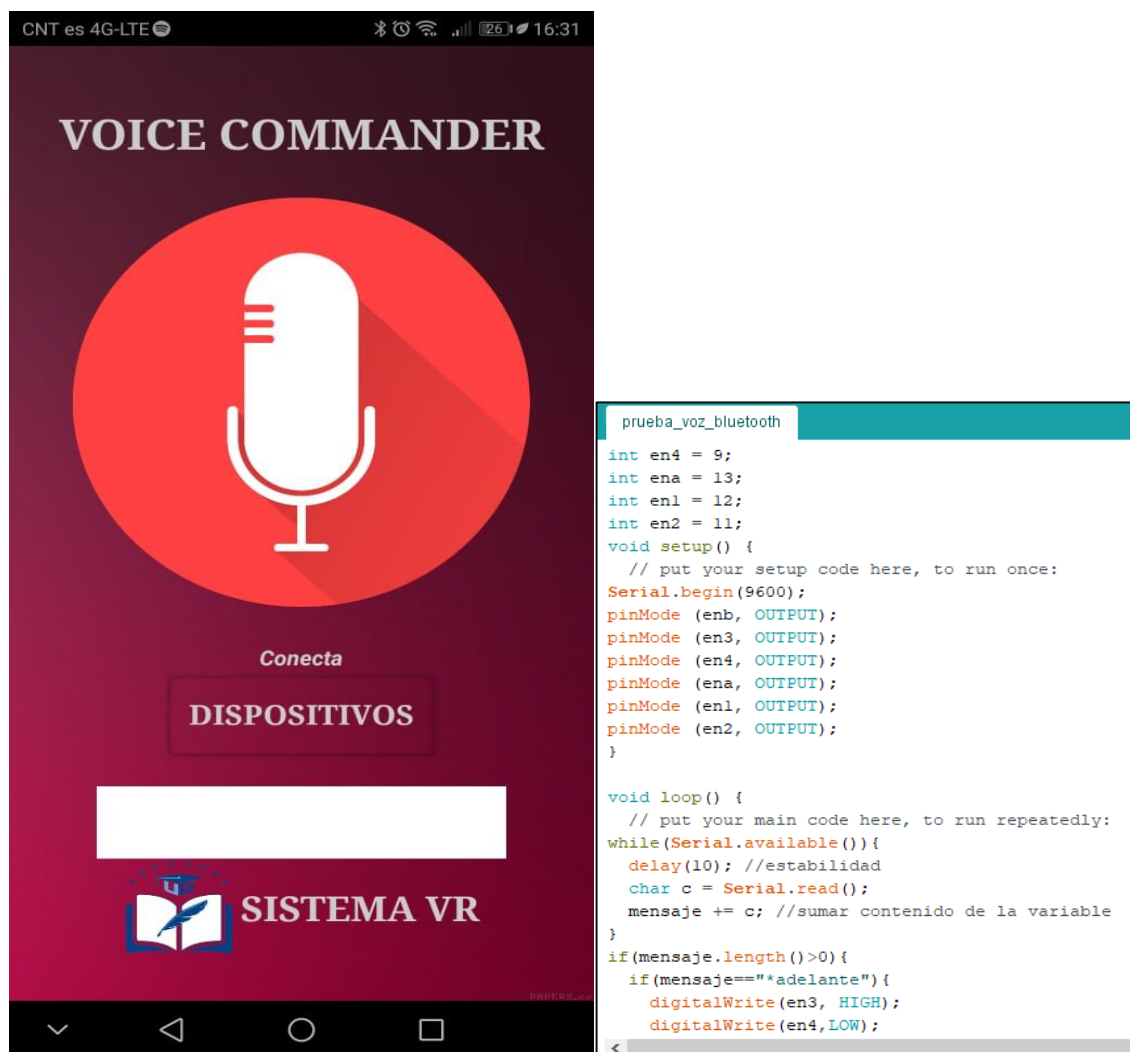 CNT es 4G-LTE 26 16:31
VOICE COMMANDER
Conecta
DISPOSITIVOS
SISTEMA VR
prueba_voz_bluetooth
int en4 = 9;
int ena = 13;
int en1 = 12;
int en2 = 11;
void setup() {
  // put your setup code here, to run once:
Serial.begin(9600);
pinMode (enb, OUTPUT);
pinMode (en3, OUTPUT);
pinMode (en4, OUTPUT);
pinMode (ena, OUTPUT);
pinMode (en1, OUTPUT);
pinMode (en2, OUTPUT);
}
void loop() {
  // put your main code here, to run repeatedly:
while(Serial.available()){
  delay(10); //estabilidad
  char c = Serial.read();
  mensaje += c; //sumar contenido de la variable
}
if(mensaje.length()>0){
  if(mensaje=="*adelante"){
    digitalWrite(en3, HIGH);
    digitalWrite(en4,LOW);